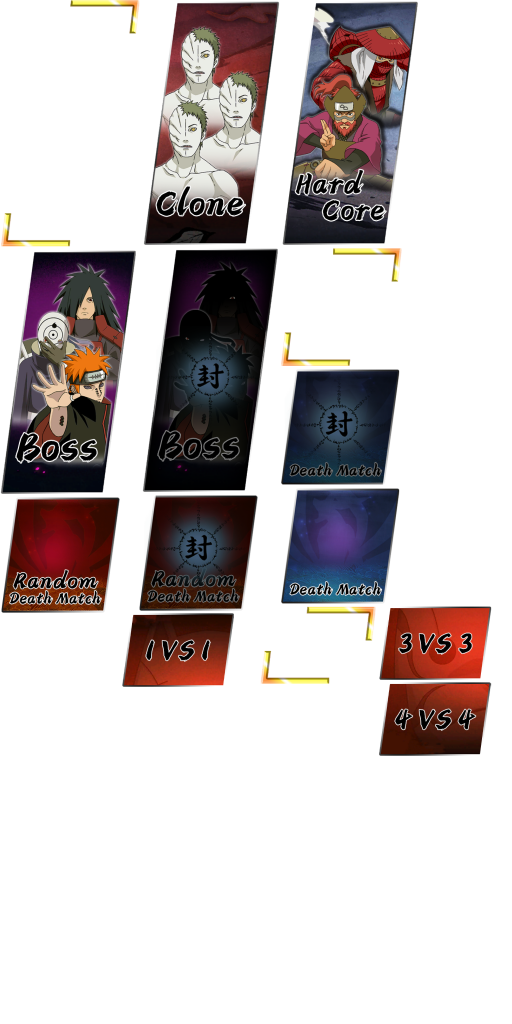 Clone
Hard
Core
Boss
封
Boss
封
Death Match
Random
Death Match
封
Random
Death Match
Death Match
1 VS 1
3 VS 3
4 VS 4